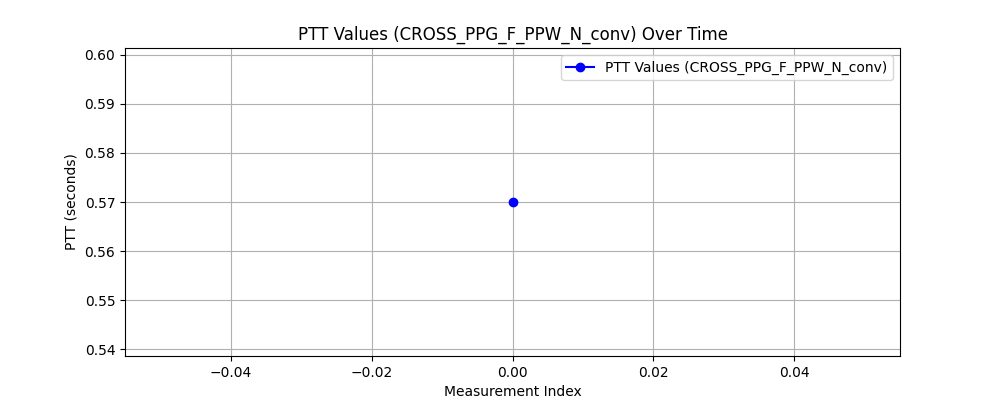 PTT Values (CROSS_PPG_F_PPW_N_conv) Over Time
PTT Values (CROSS_PPG_F_PPW_N_conv)
PTT (seconds)
0.60
0.59
0.58
0.57
0.56
0.55
0.54
−0.04 −0.02 0.00 0.02 0.04
Measurement Index